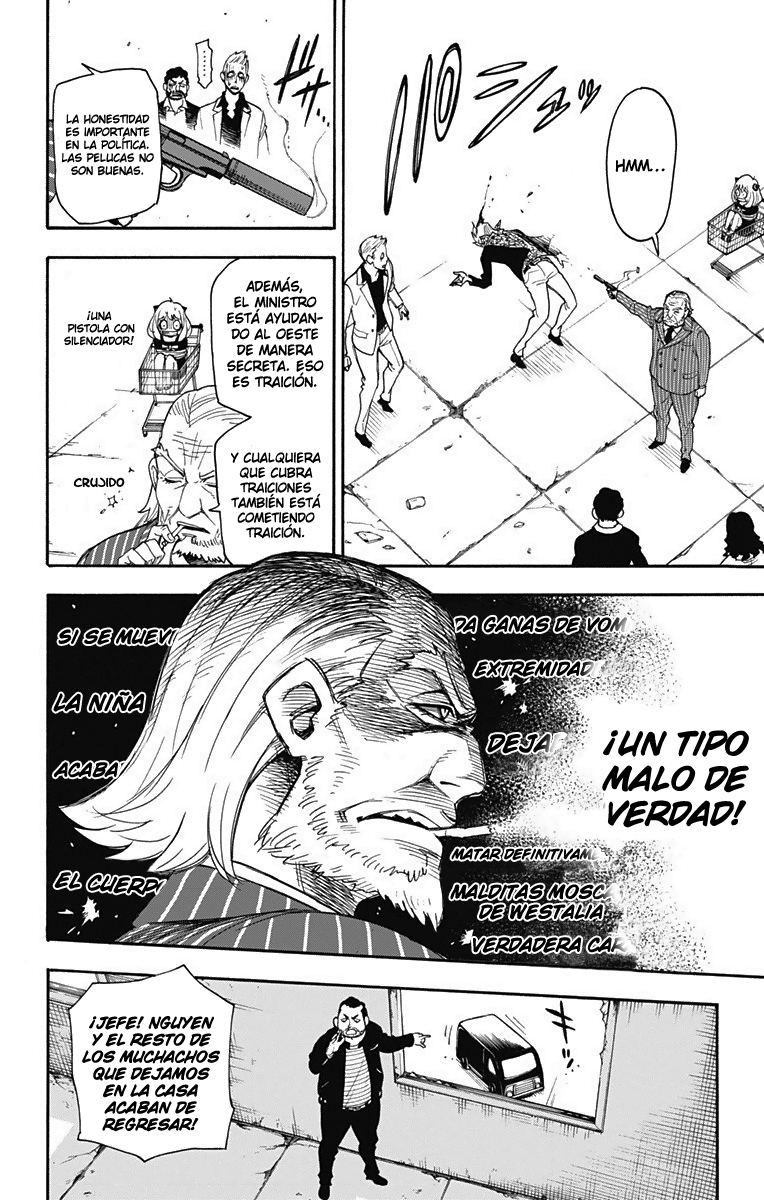 HMM...
LA HONESTIDAD
ES IMPORTANTE
EN LA POLÍTICA.
LAS PELUCAS NO
SON BUENAS.
ADEMÁS,
EL MINISTRO
ESTÁ AYUDAN-
DO AL OESTE
DE MANERA
SECRETA. ESO
ES TRAICIÓN.
¡UNA
PISTOLA CON
SILENCIADOR!
Y CUALQUIERA
QUE CUBRA
TRAICIONES
TAMBIÉN ESTÁ
COMETIENDO
TRAICIÓN.
CRUJIDO
SI SE MUEV
LA NIÑA
ACABA
EL CUERPO
DA GANAS DE VOM
EXTREMIDAD
DEJAR
MATAR DEFINITIVAM
MALDITAS MOSCA
DE WESTALIA
VERDADERA CAR
¡UN TIPO
MALO DE
VERDAD!
¡JEFE! NGUYEN
Y EL RESTO DE
LOS MUCHACHOS
QUE DEJAMOS
EN LA CASA
ACABAN DE
REGRESAR!